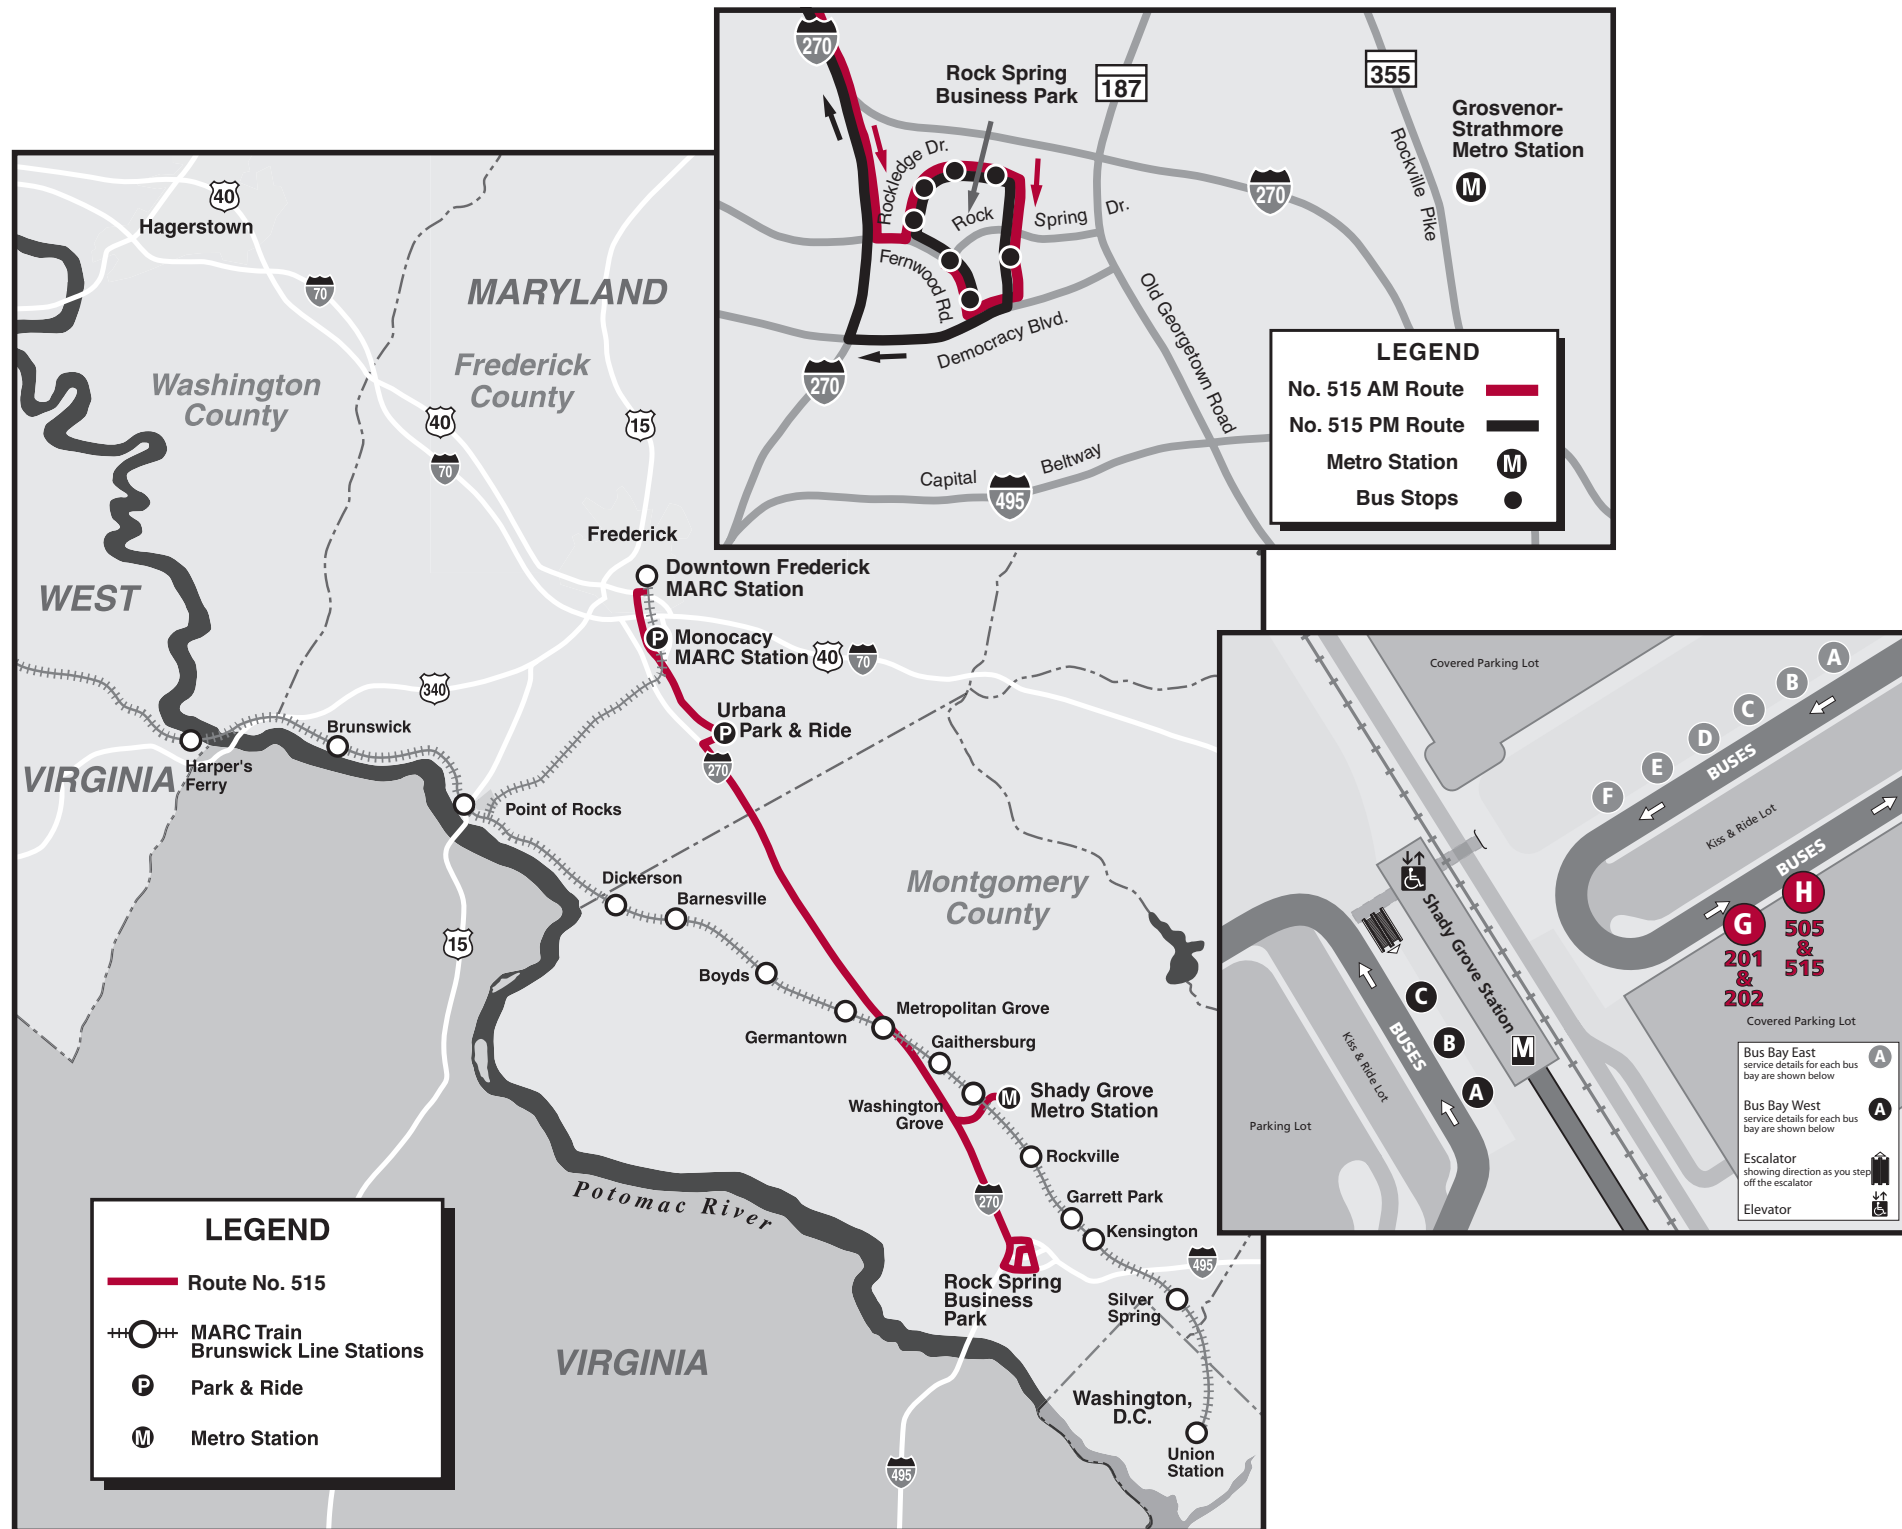 270
Rock Spring
Business Park
187
355
Grosvenor-
Strathmore
Metro Station
M
Rockledge Dr.
Rock
Spring
Dr.
270
Rockville Pike
Fernwood Rd.
Democracy Blvd.
Old Georgetown Road
270
Capital
Beltway
495
LEGEND
No. 515 AM Route
No. 515 PM Route
Metro Station
M
Bus Stops
40
Hagerstown
70
MARYLAND
Washington
County
Frederick
County
40
15
70
Frederick
Downtown Frederick
MARC Station
WEST
P
Monocacy
MARC Station
40
70
340
Urbana
P
Park & Ride
270
Brunswick
Harper's
Ferry
VIRGINIA
Point of Rocks
Dickerson
Barnesville
Montgomery
County
15
Boyds
Germantown
Metropolitan Grove
Gaithersburg
Washington
Grove
M
Shady Grove
Metro Station
Rockville
Potomac River
270
Garrett Park
Kensington
495
Rock Spring
Business
Park
Silver
Spring
VIRGINIA
Washington,
D.C.
Union
Station
495
LEGEND
Route No. 515
MARC Train
Brunswick Line Stations
P
Park & Ride
M
Metro Station
Covered Parking Lot
A
B
C
D
E
F
BUSES
Kiss & Ride Lot
BUSES
H
505
&
515
G
201
&
202
Shady Grove Station
M
C
B
A
BUSES
Kiss & Ride Lot
Parking Lot
Covered Parking Lot
Bus Bay East
A
service details for each bus
bay are shown below
Bus Bay West
A
service details for each bus
bay are shown below
Escalator
showing direction as you step
off the escalator
Elevator